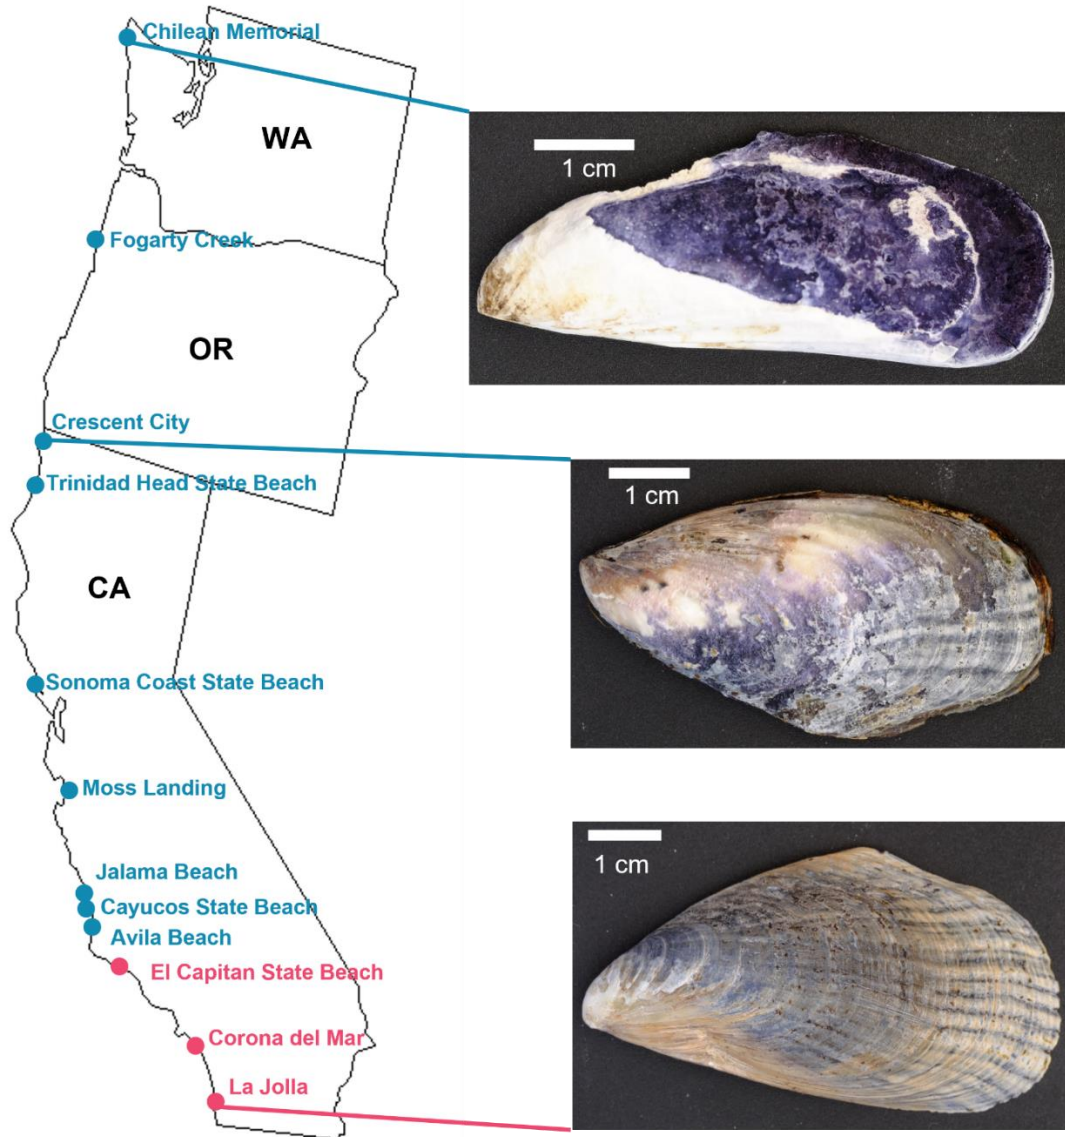 Chilean Memorial
WA
1 cm
Fogarty Creek
OR
Crescent City
Trinidad Head State Beach
1 cm
CA
Sonoma Coast State Beach
Moss Landing
1 cm
Jalama Beach
Cayucos State Beach
Avila Beach
El Capitan State Beach
Corona del Mar
La Jolla